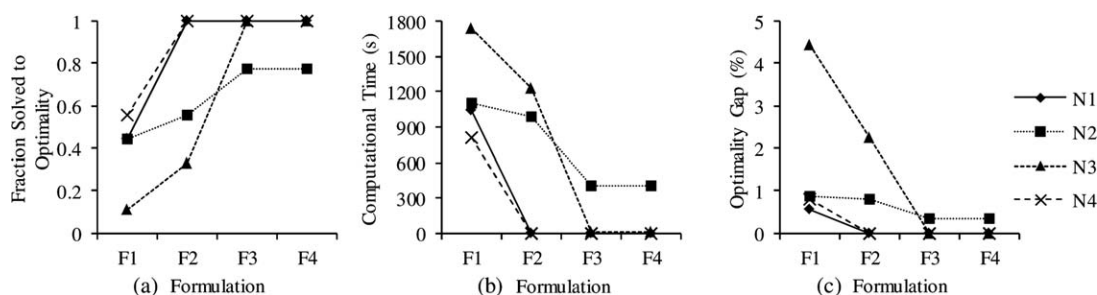 Fraction Solved to
Optimality
1
0.8
0.6
0.4
0.2
0
F1 F2 F3 F4
(a) Formulation
Computational Time (s)
1800
1500
1200
900
600
300
0
F1 F2 F3 F4
(b) Formulation
Optimality Gap (%)
5
4
3
2
1
0
F1 F2 F3 F4
(c) Formulation
N1
N2
N3
N4